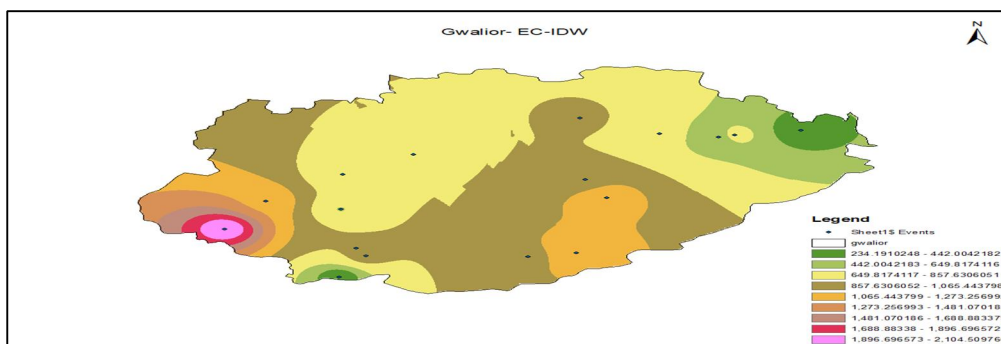 Gwalior- EC-IDW
N
Legend
Sheet1$ Events
gwalior
234.1910248 - 442.0042182
442.0042183 - 649.8174116
649.8174117 - 857.6306051
857.6306052 - 1,065.443798
1,065.443799 - 1,273.25699
1,273.256993 - 1,481.07018
1,481.070186 - 1,688.88337
1,688.88338 - 1,896.696572
1,896.696573 - 2,104.50976